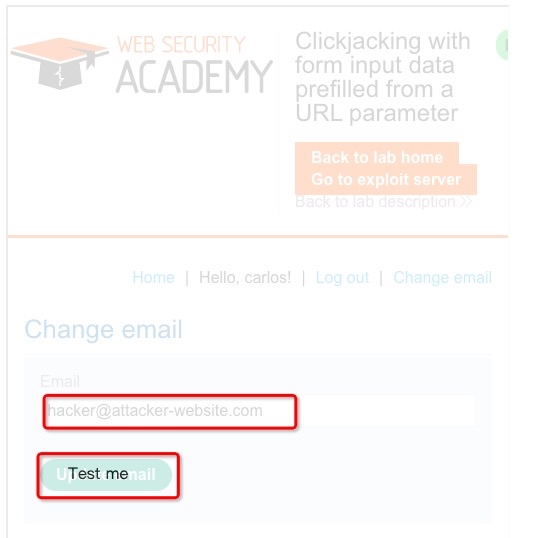 WEB SECURITY
ACADEMY
Clickjacking with
form input data
prefilled from a
URL parameter
Back to lab home
Go to exploit server
Back to lab description
Home | Hello, carlos! | Log out | Change email
Change email
Email
hacker@attacker-website.com
Test me